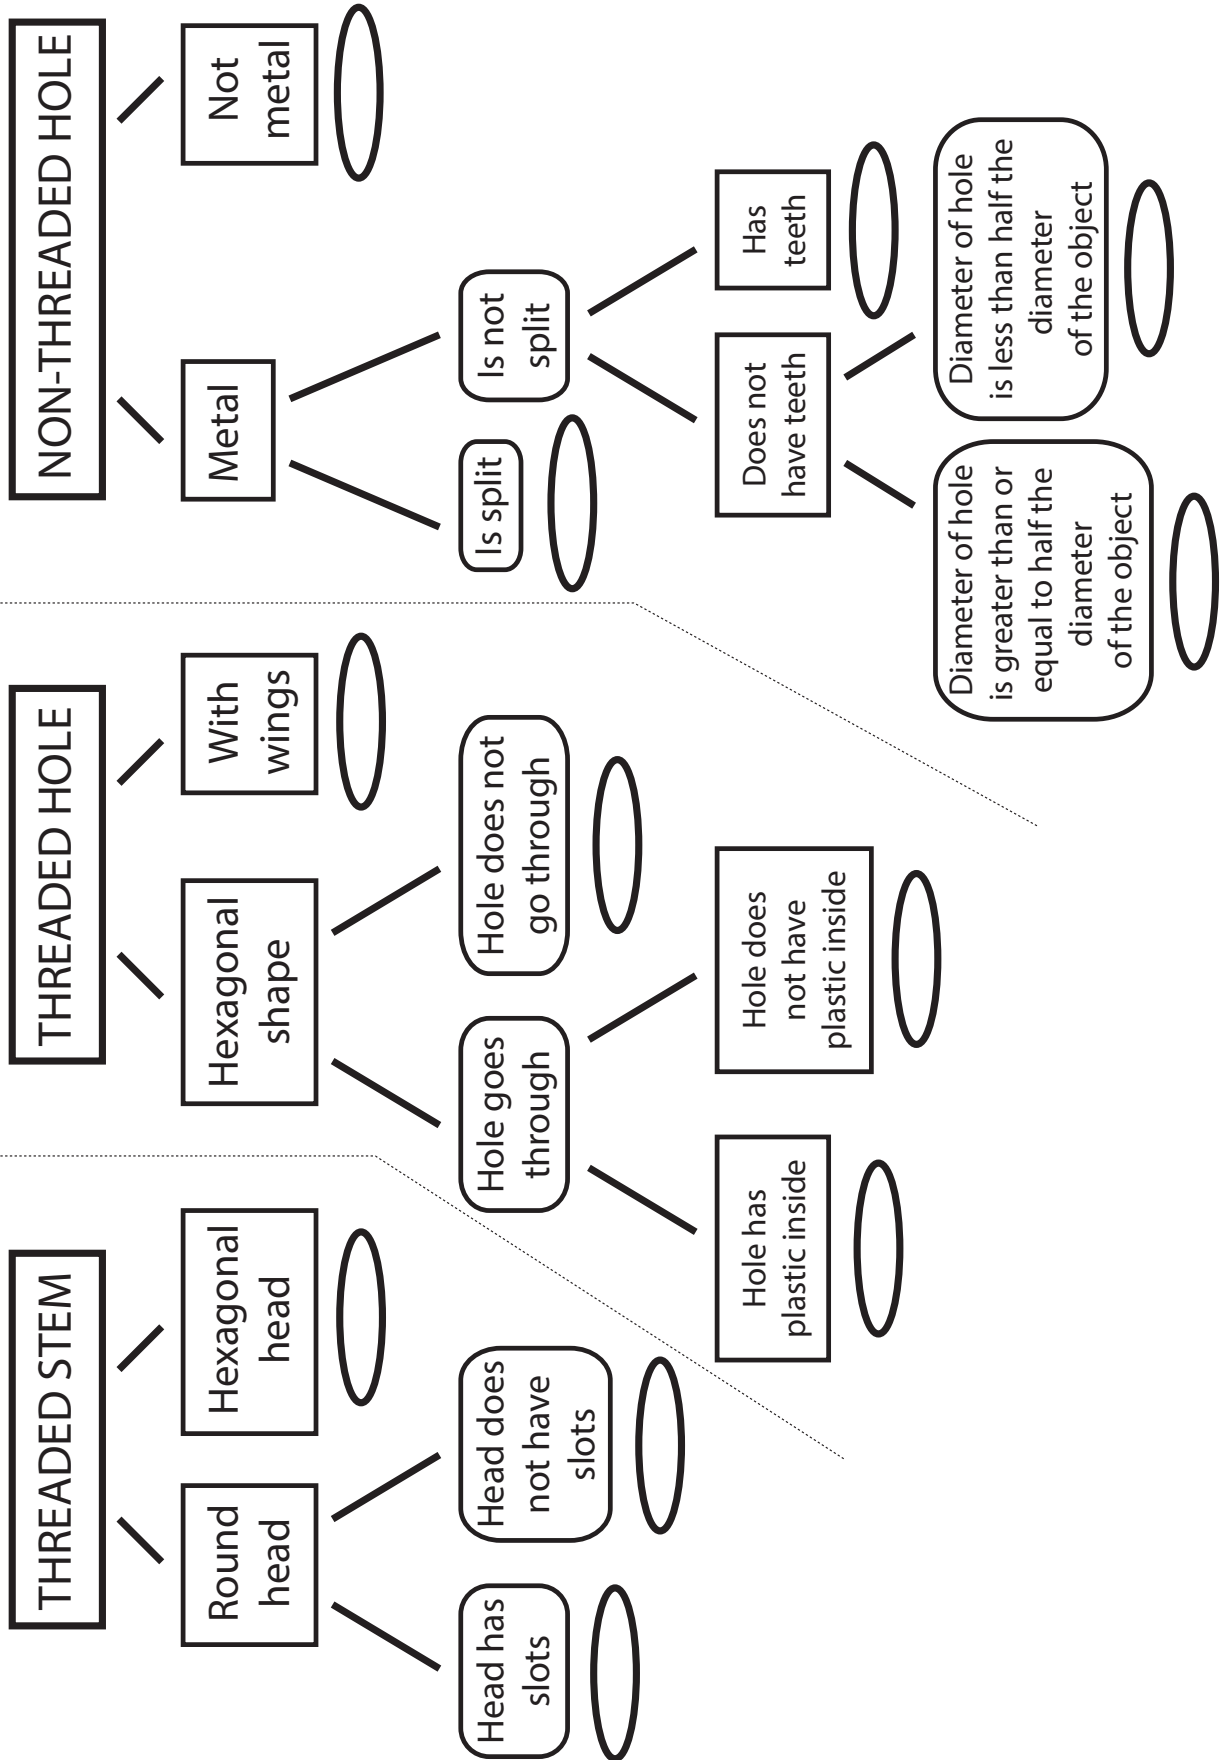 THREADED STEM
Round
head
Hexagonal
head
Head has
slots
Head does
not have
slots
THREADED HOLE
Hexagonal
shape
With
wings
Hole goes
through
Hole does not
go through
Hole has
plastic inside
Hole does
not have
plastic inside
NON-THREADED HOLE
Metal
Not
metal
Is split
Is not
split
Does not
have teeth
Has
teeth
Diameter of hole
is greater than or
equal to half the
diameter
of the object
Diameter of hole
is less than half the
diameter
of the object